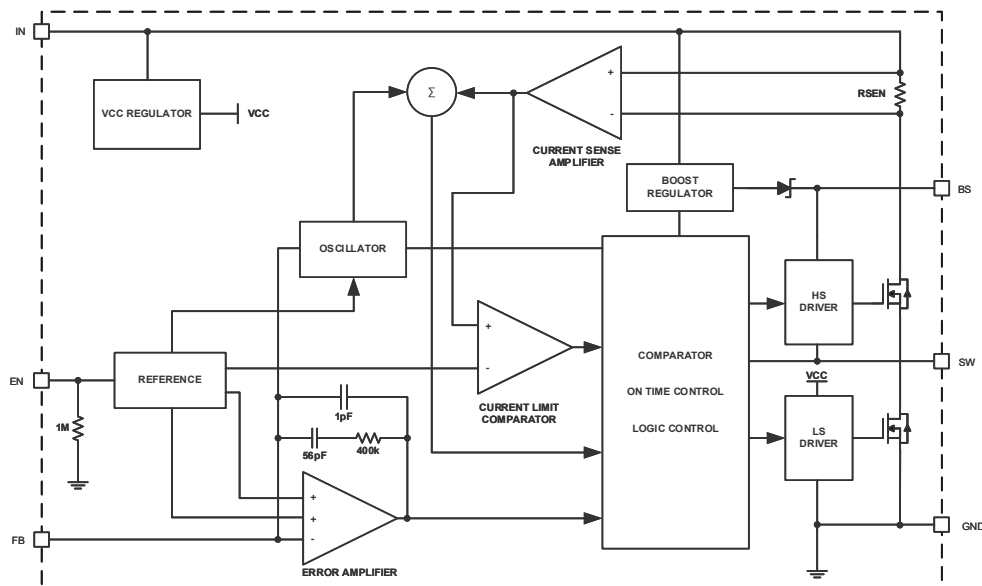 IN
VCC REGULATOR
VCC
Σ
+
-
RSEN
CURRENT SENSE
AMPLIFIER
BOOST
REGULATOR
BS
OSCILLATOR
HS
DRIVER
+
-
COMPARATOR
ON TIME CONTROL
LOGIC CONTROL
SW
EN
REFERENCE
VCC
1M
1pF
CURRENT LIMIT
COMPARATOR
56pF
400k
LS
DRIVER
+
+
-
FB
GND
ERROR AMPLIFIER